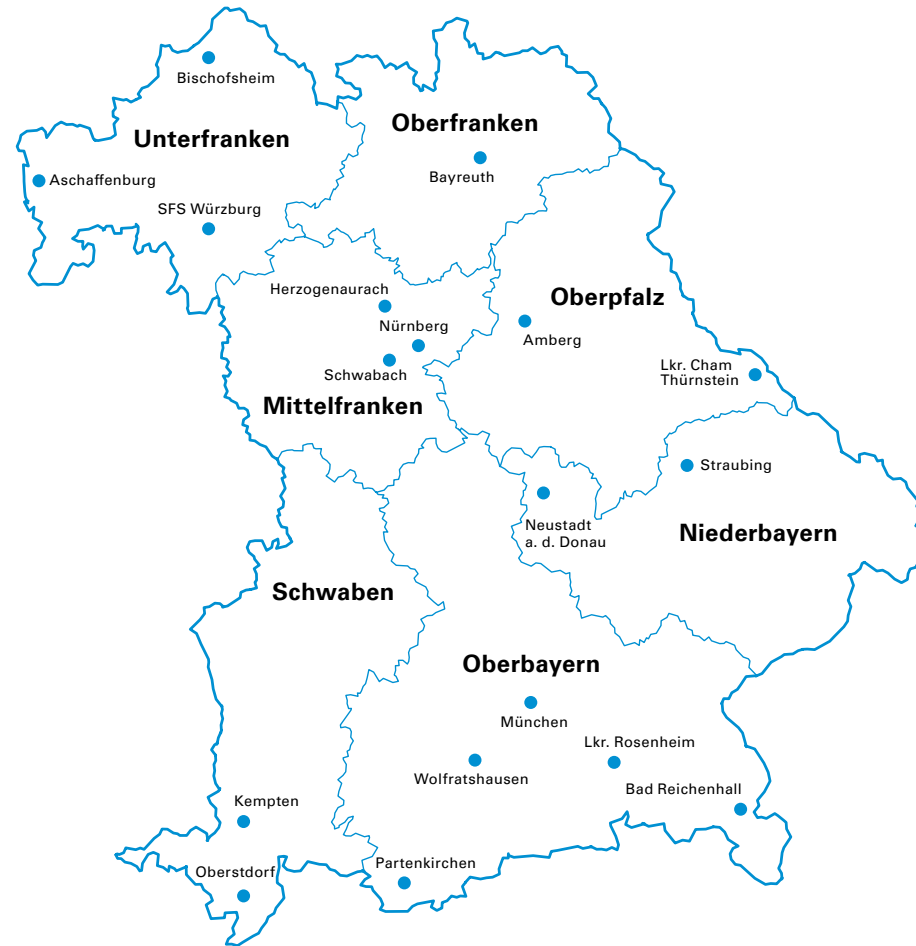 Bischofsheim
Unterfranken
Oberfranken
Bayreuth
Aschaffenburg
SFS Würzburg
Herzogenaurach
Nürnberg
Schwabach
Mittelfranken
Oberpfalz
Amberg
Lkr. Cham
Thürnstein
Straubing
Neustadt
a. d. Donau
Niederbayern
Schwaben
Oberbayern
München
Lkr. Rosenheim
Wolfratshausen
Bad Reichenhall
Kempten
Oberstdorf
Partenkirchen